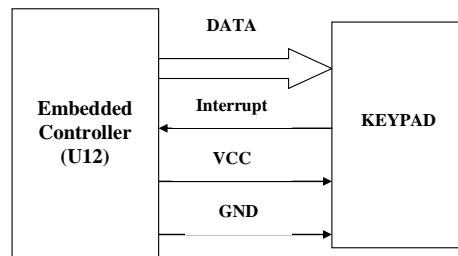 DATA
Embedded
Controller
(U12)
Interrupt
KEYPAD
VCC
GND